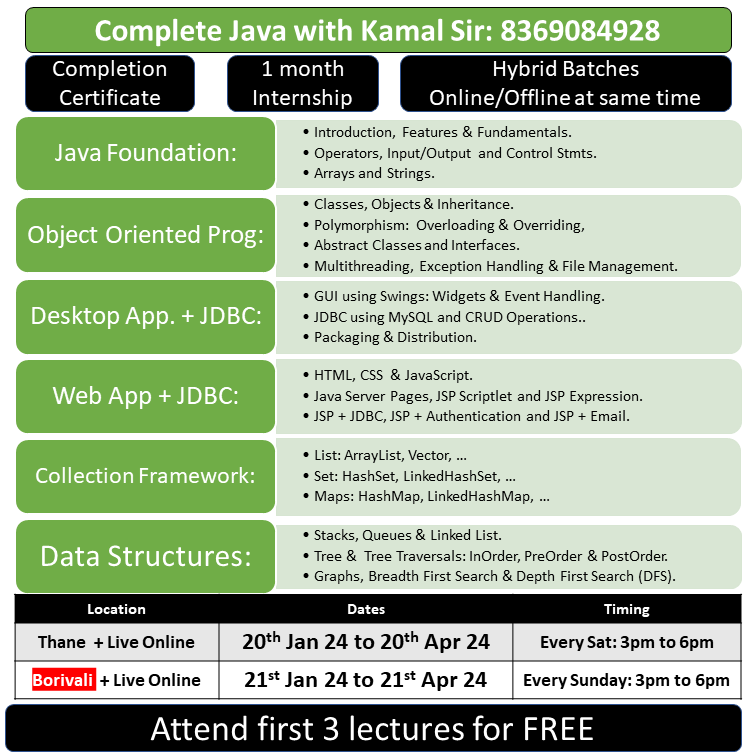 Complete Java with Kamal Sir: 8369084928
Completion
Certificate
1 month
Internship
Hybrid Batches
Online/Offline at same time
Java Foundation:
• Introduction, Features & Fundamentals.
• Operators, Input/Output and Control Stmts.
• Arrays and Strings.
Object Oriented Prog:
• Classes, Objects & Inheritance.
• Polymorphism: Overloading & Overriding,
• Abstract Classes and Interfaces.
• Multithreading, Exception Handling & File Management.
Desktop App. + JDBC:
• GUI using Swings: Widgets & Event Handling.
• JDBC using MySQL and CRUD Operations..
• Packaging & Distribution.
Web App + JDBC:
• HTML, CSS & JavaScript.
• Java Server Pages, JSP Scriptlet and JSP Expression.
• JSP + JDBC, JSP + Authentication and JSP + Email.
Collection Framework:
• List: ArrayList, Vector, ...
• Set: HashSet, LinkedHashSet, ...
• Maps: HashMap, LinkedHashMap, ...
Data Structures:
• Stacks, Queues & Linked List.
• Tree & Tree Traversals: InOrder, PreOrder & PostOrder.
• Graphs, Breadth First Search & Depth First Search (DFS).
Location Dates Timing
Thane + Live Online 20th Jan 24 to 20th Apr 24 Every Sat: 3pm to 6pm
Borivali + Live Online 21st Jan 24 to 21st Apr 24 Every Sunday: 3pm to 6pm
Attend first 3 lectures for FREE